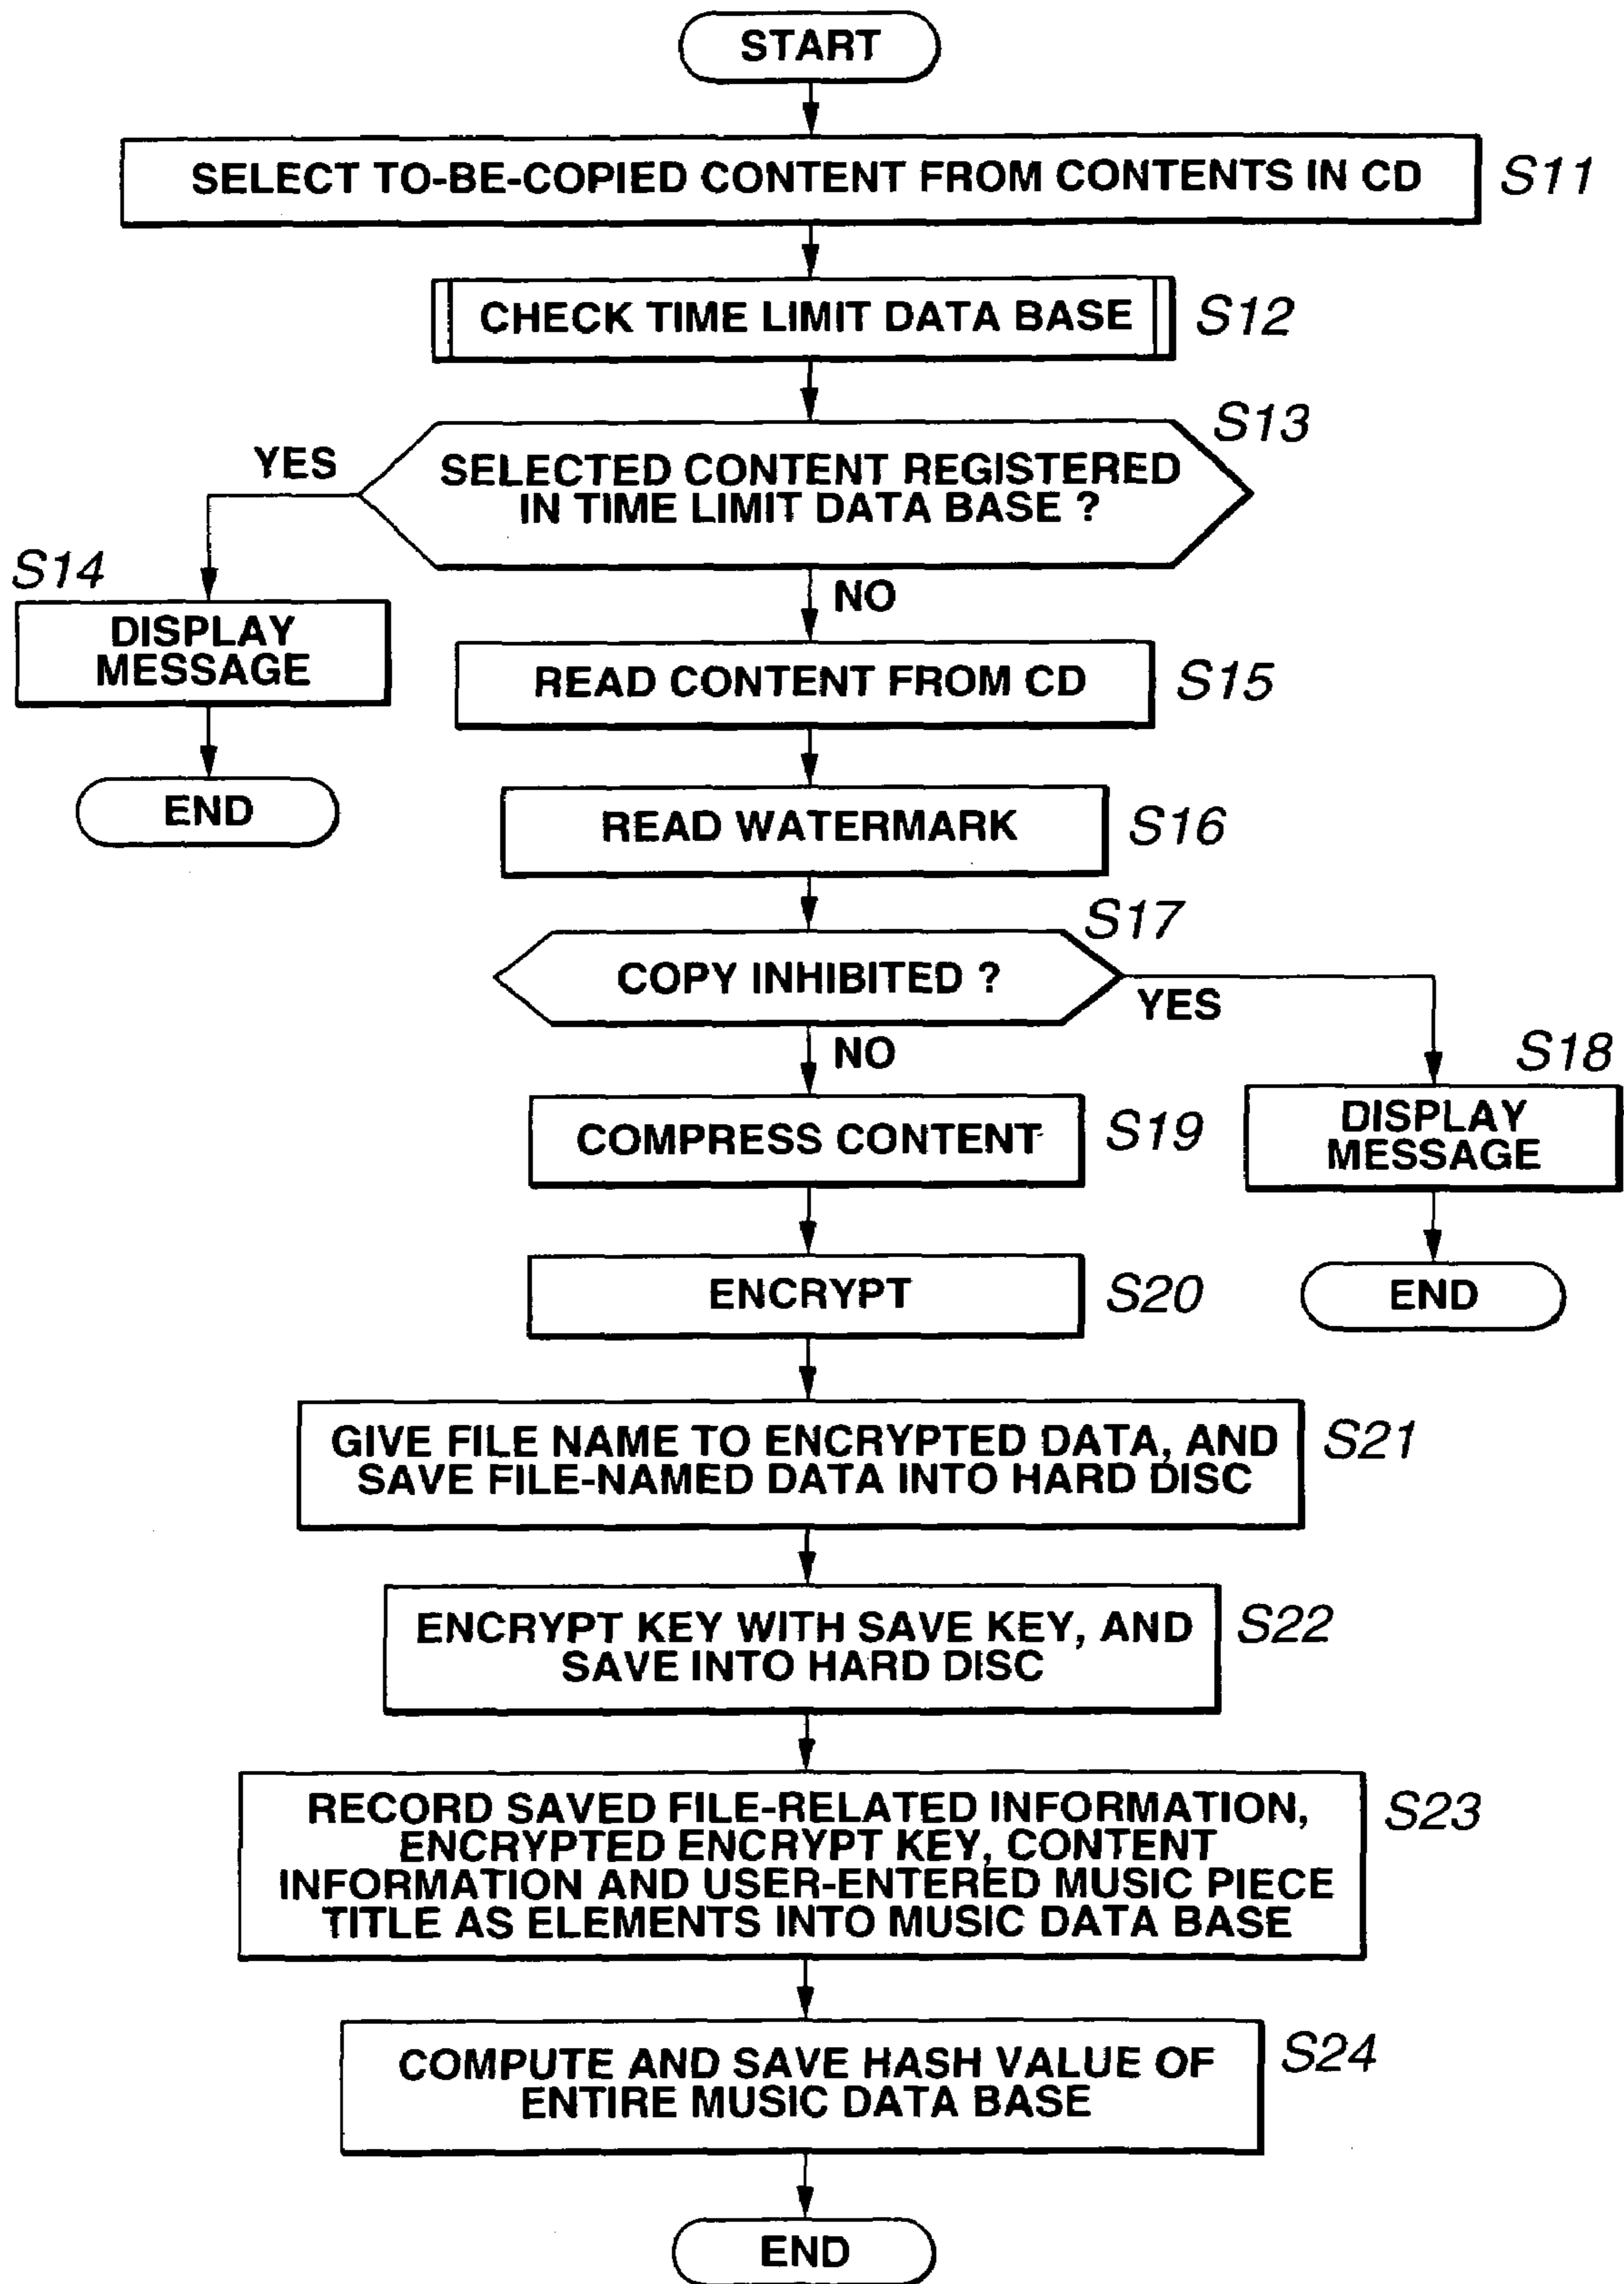 START
SELECT TO-BE-COPIED CONTENT FROM CONTENTS IN CD
S11
CHECK TIME LIMIT DATA BASE
S12
S13
YES
SELECTED CONTENT REGISTERED
IN TIME LIMIT DATA BASE ?
S14
NO
DISPLAY
MESSAGE
READ CONTENT FROM CD
S15
END
READ WATERMARK
S16
S17
COPY INHIBITED ?
YES
NO
S18
COMPRESS CONTENT
S19
DISPLAY
MESSAGE
ENCRYPT
S20
END
GIVE FILE NAME TO ENCRYPTED DATA, AND
SAVE FILE-NAMED DATA INTO HARD DISC
S21
ENCRYPT KEY WITH SAVE KEY, AND
SAVE INTO HARD DISC
S22
RECORD SAVED FILE-RELATED INFORMATION,
ENCRYPTED ENCRYPT KEY, CONTENT
INFORMATION AND USER-ENTERED MUSIC PIECE
TITLE AS ELEMENTS INTO MUSIC DATA BASE
S23
COMPUTE AND SAVE HASH VALUE OF
ENTIRE MUSIC DATA BASE
S24
END